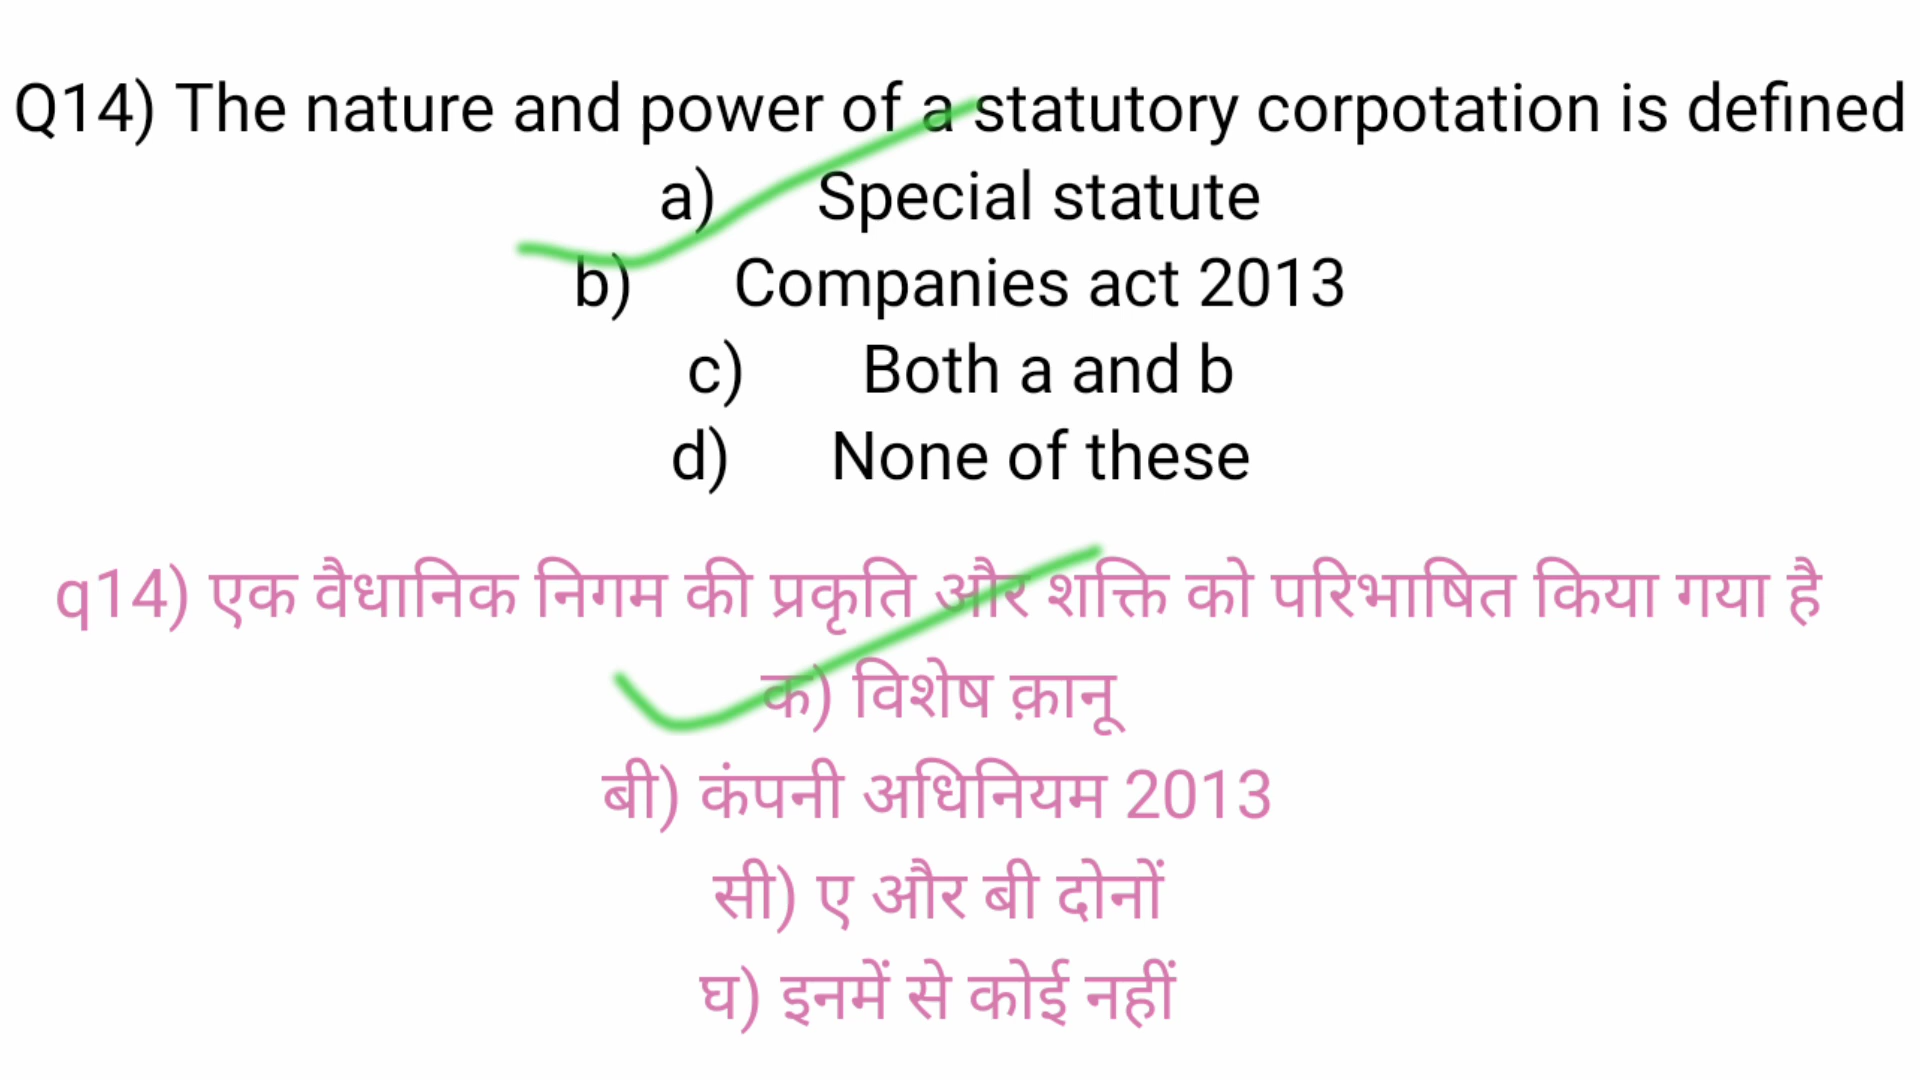 Q14) The nature and power of a statutory corpotation is defined
a) Special statute
b) Companies act 2013
c) Both a and b
d) None of these
q14) एक वैधानिक निगम की प्रकृति और शक्ति को परिभाषित किया गया है
क) विशेष क़ानू
बी) कंपनी अधिनियम 2013
सी) ए और बी दोनों
घ) इनमें से कोई नहीं